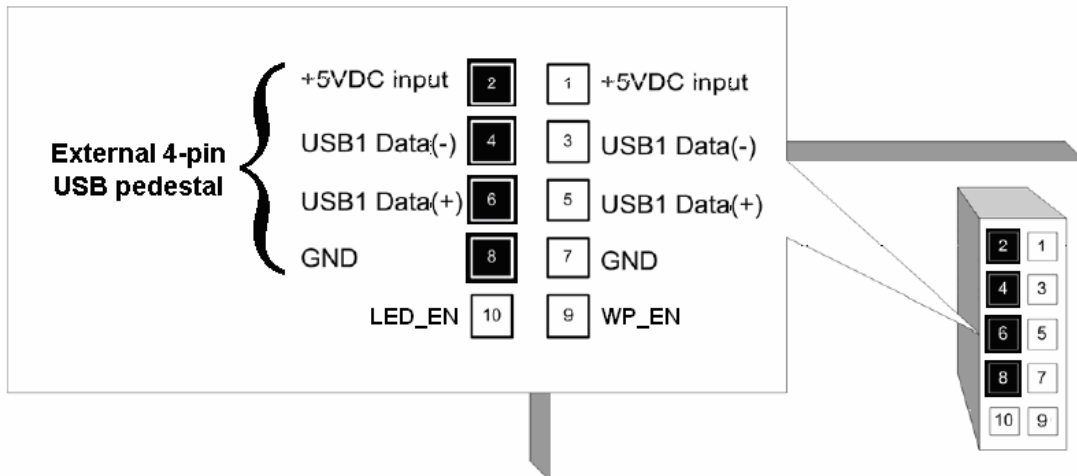 +5VDC input 2 1 +5VDC input
External 4-pin
USB pedestal
USB1 Data(-) 4 3 USB1 Data(-)
USB1 Data(+) 6 5 USB1 Data(+)
GND 8 7 GND
LED_EN 10 9 WP_EN
2 1
4 3
6 5
8 7
10 9